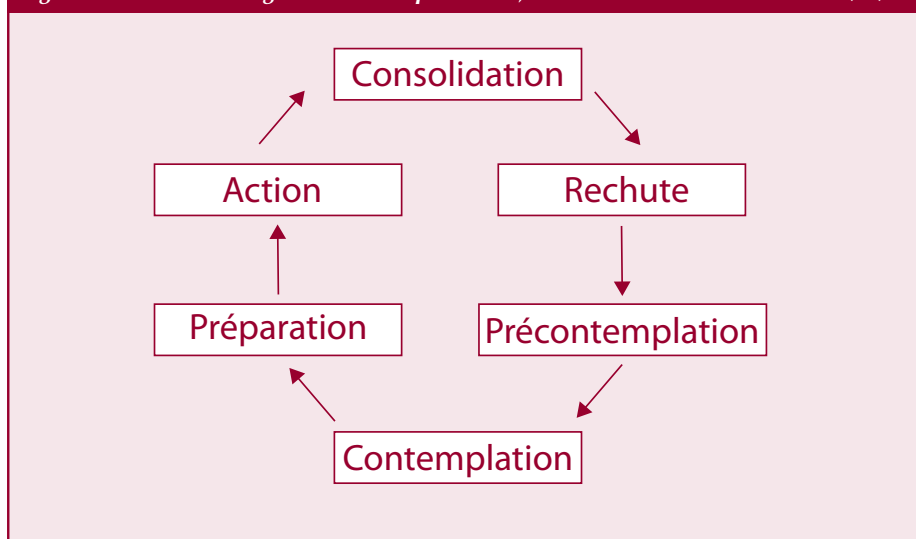 Consolidation
Action
Rechute
Préparation
Précontemplation
Contemplation